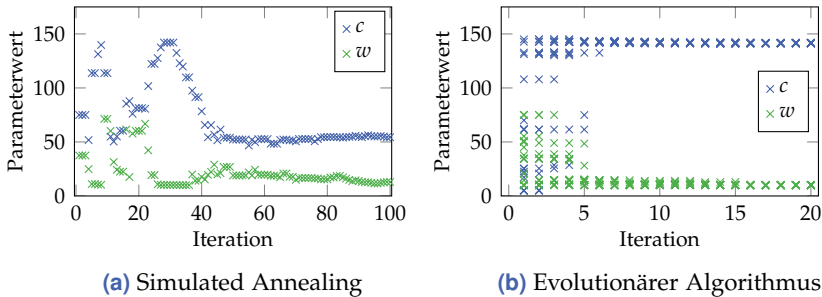 150
100
50
0
Parameterwert
0
20
40
60
80
100
Iteration
c
w
(a) Simulated Annealing
150
100
50
0
Parameterwert
0
5
10
15
20
Iteration
c
w
(b) Evolutionärer Algorithmus